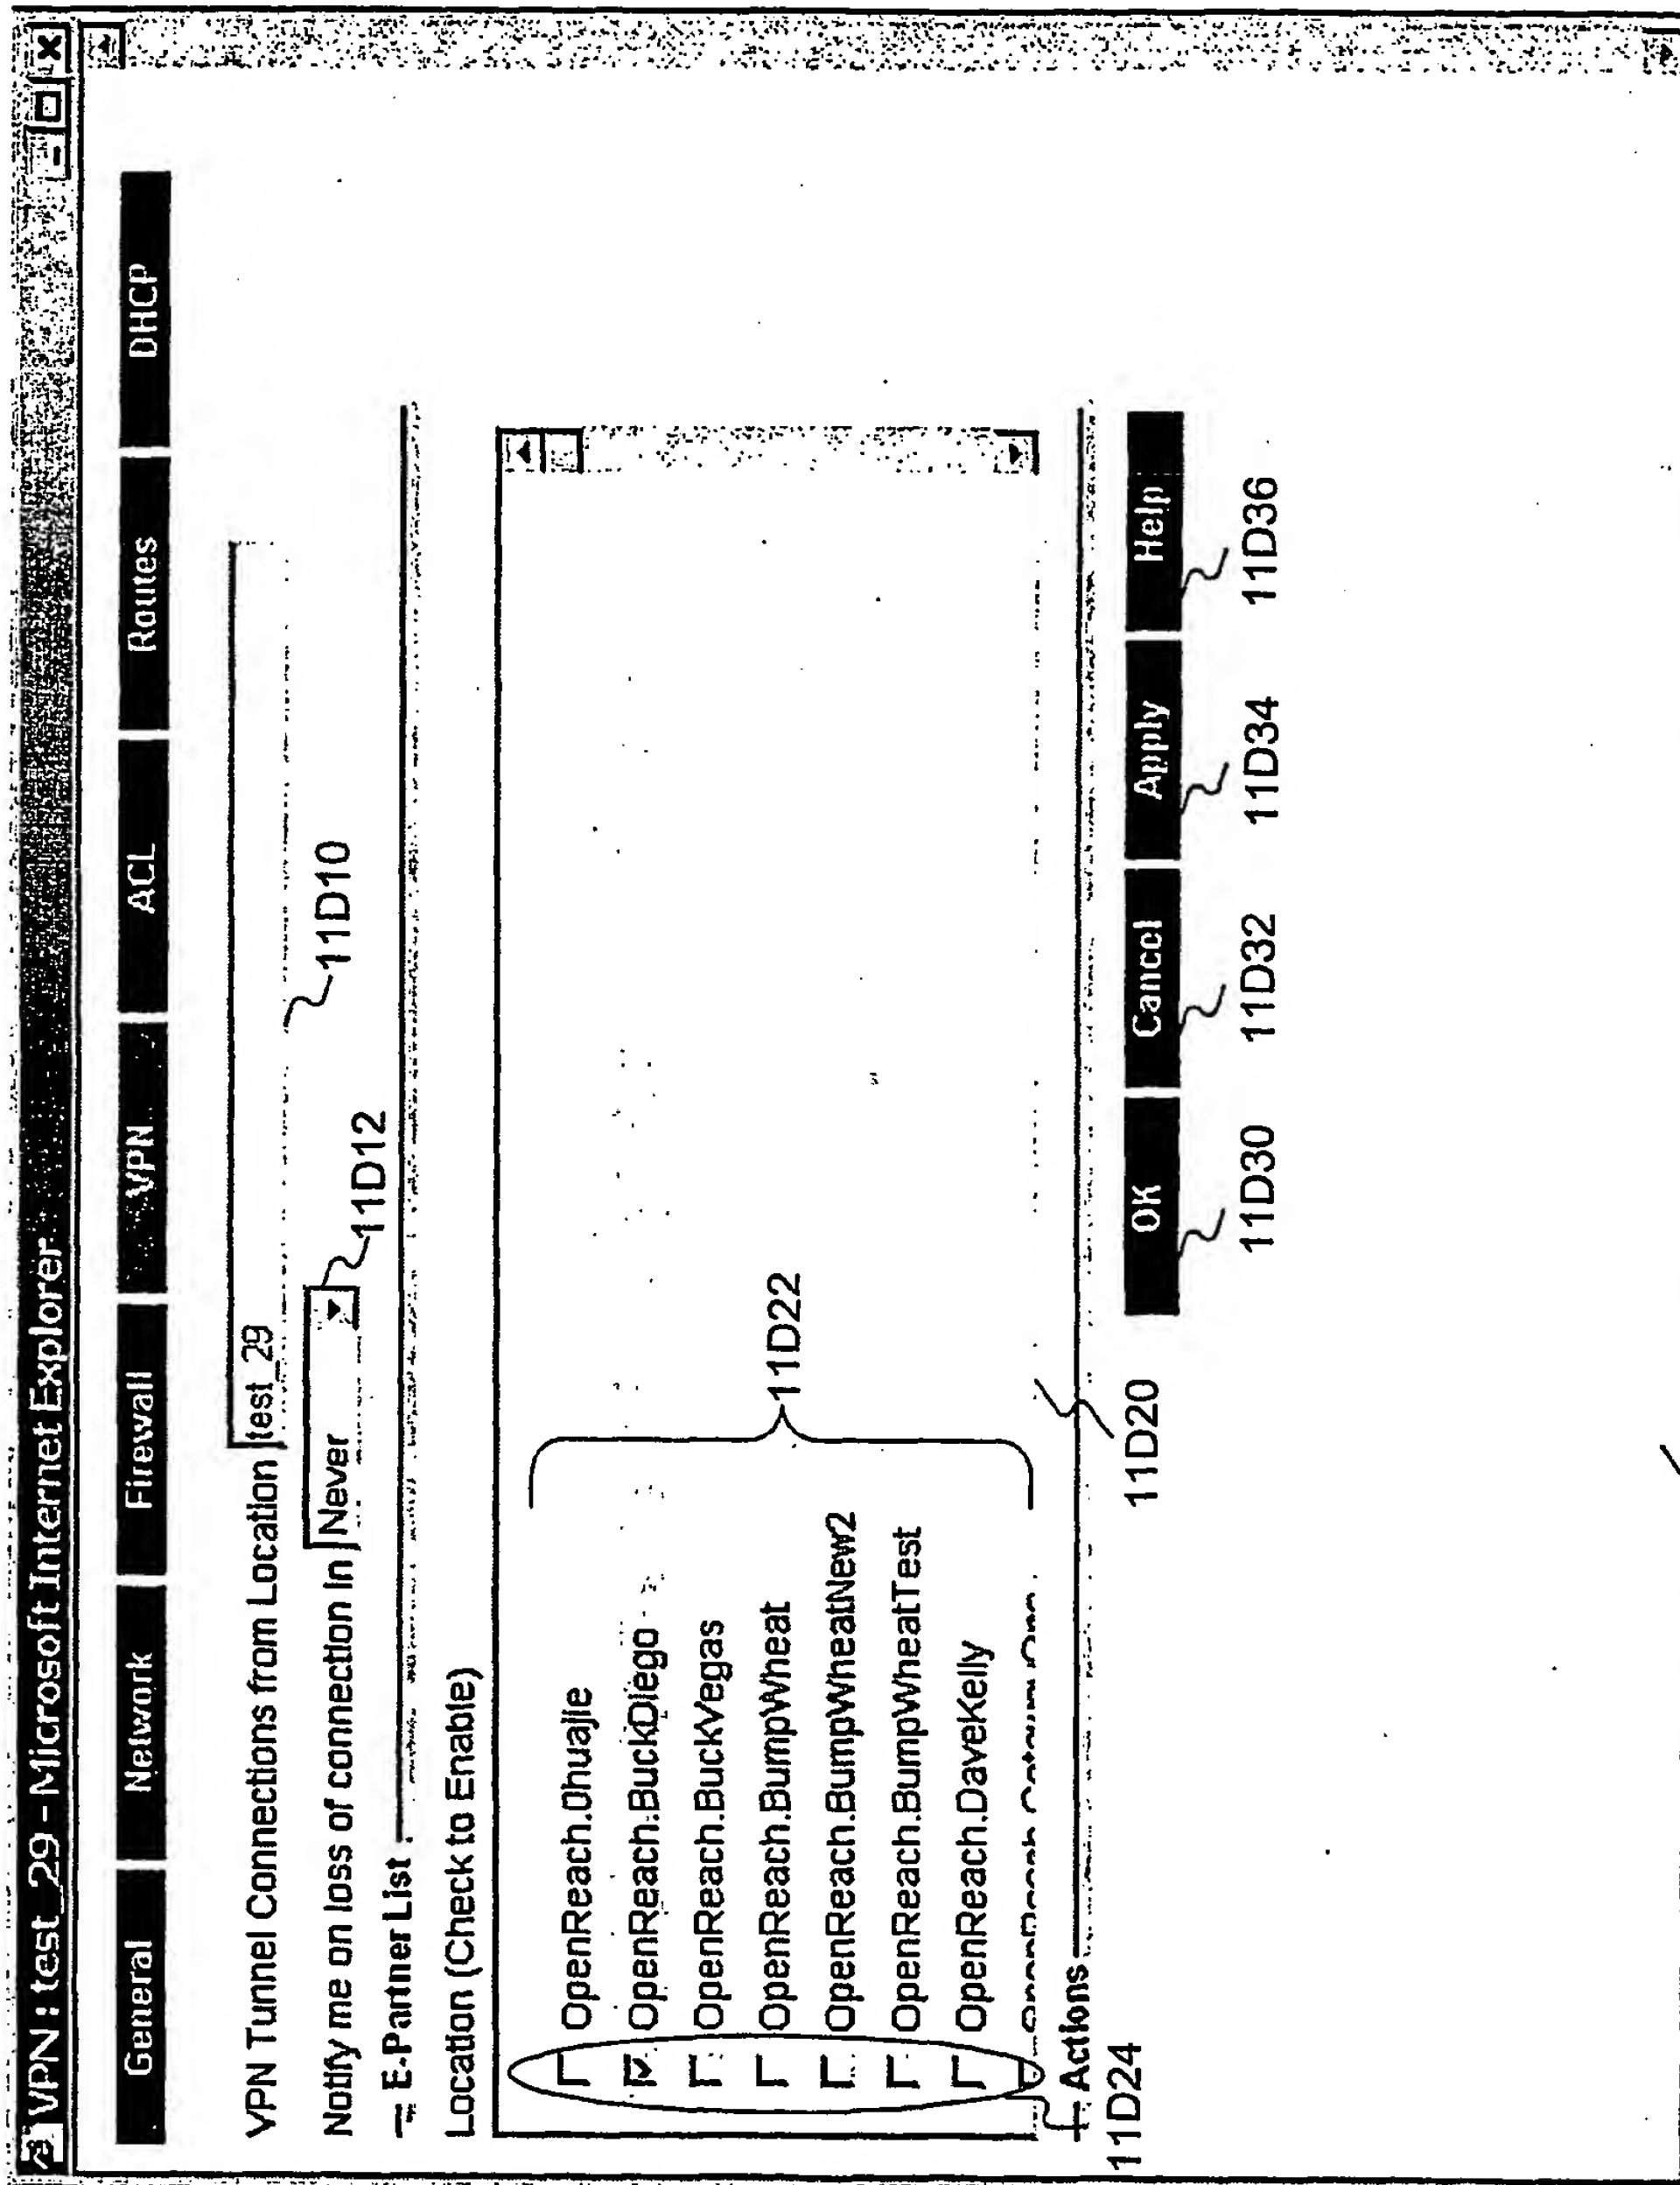 VPN : test_29 - Microsoft Internet Explorer
General Network Firewall VPN ACL Routes DHCP
VPN Tunnel Connections from Location test_29
11D10
Notify me on loss of connection in Never
11D12
E-Partner List
Location (Check to Enable)
OpenReach.0huajie
OpenReach.BuckDiego
OpenReach.BuckVegas
OpenReach.BumpWheat
OpenReach.BumpWheatNew2
OpenReach.BumpWheatTest
OpenReach.DaveKelly
11D22
Actions
11D24
11D20
OK Cancel Apply Help
11D30 11D32 11D34 11D36